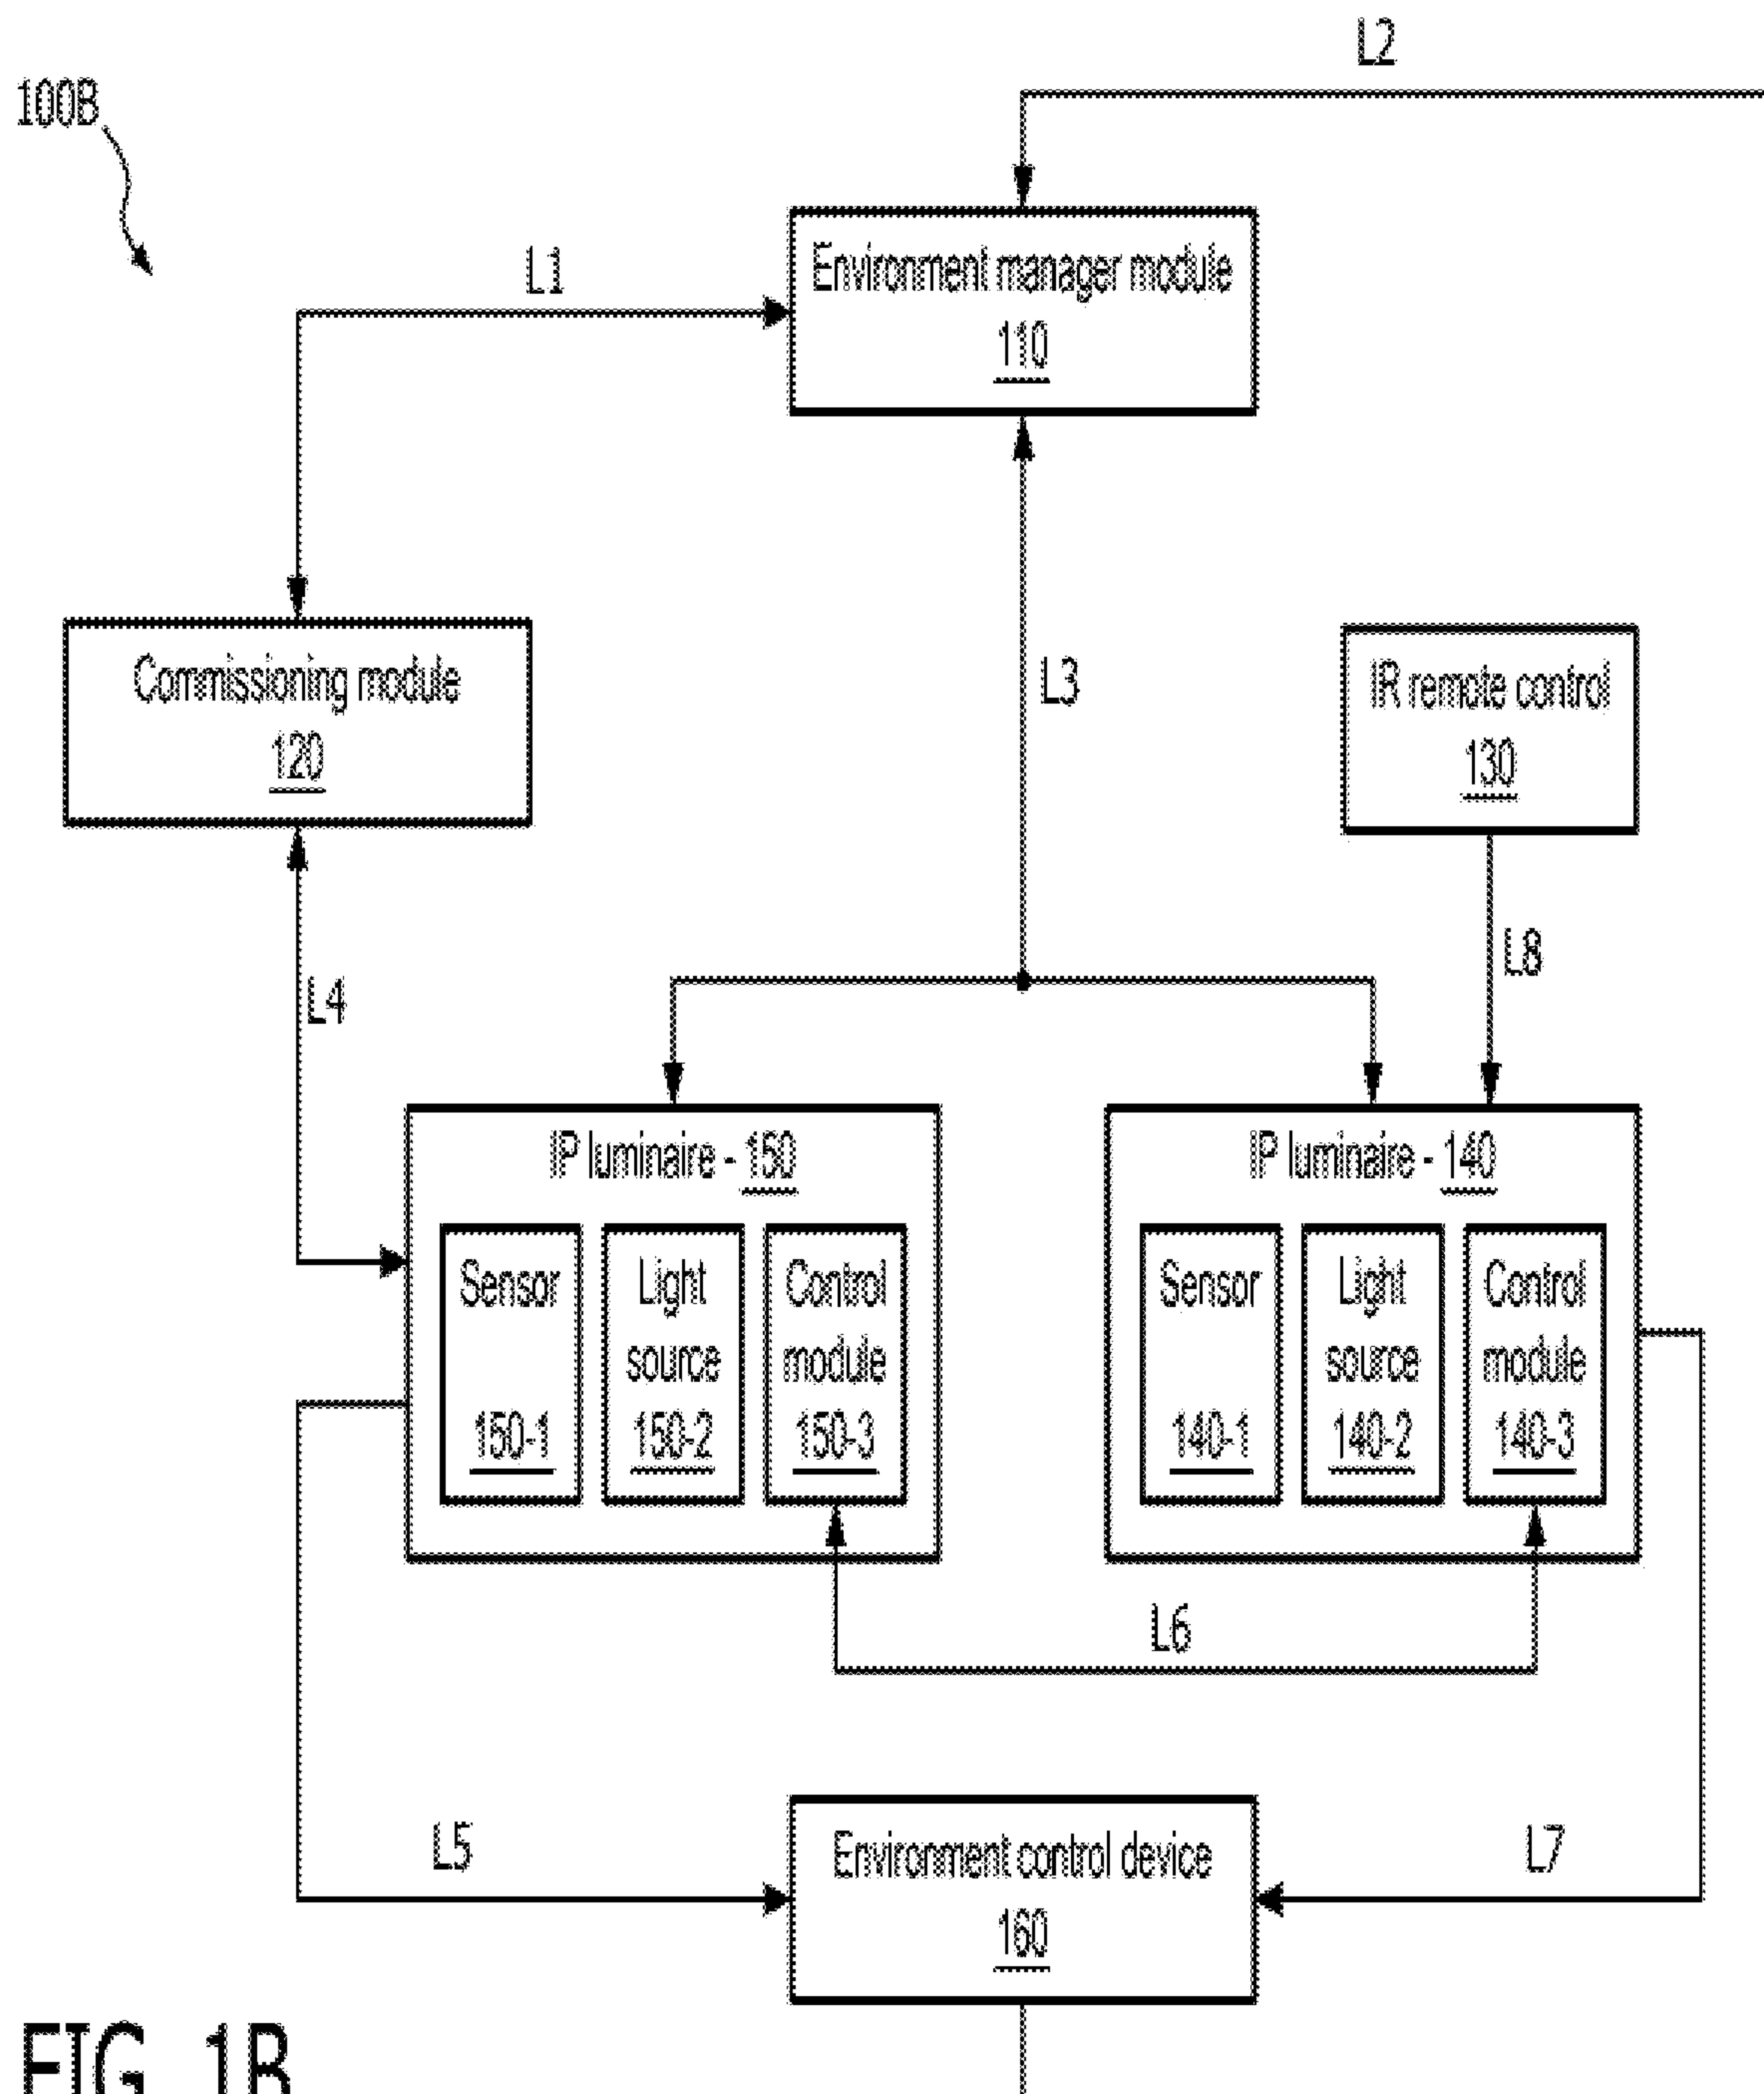 L2
100B
L1
Environment manager module
110
Commissioning module
120
L3
IR remote control
130
L4
L8
IP luminaire - 150
Sensor
150-1
Light
source
150-2
Control
module
150-3
IP luminaire - 140
Sensor
140-1
Light
source
140-2
Control
module
140-3
L6
L5
Environment control device
160
L7
FIG. 1B